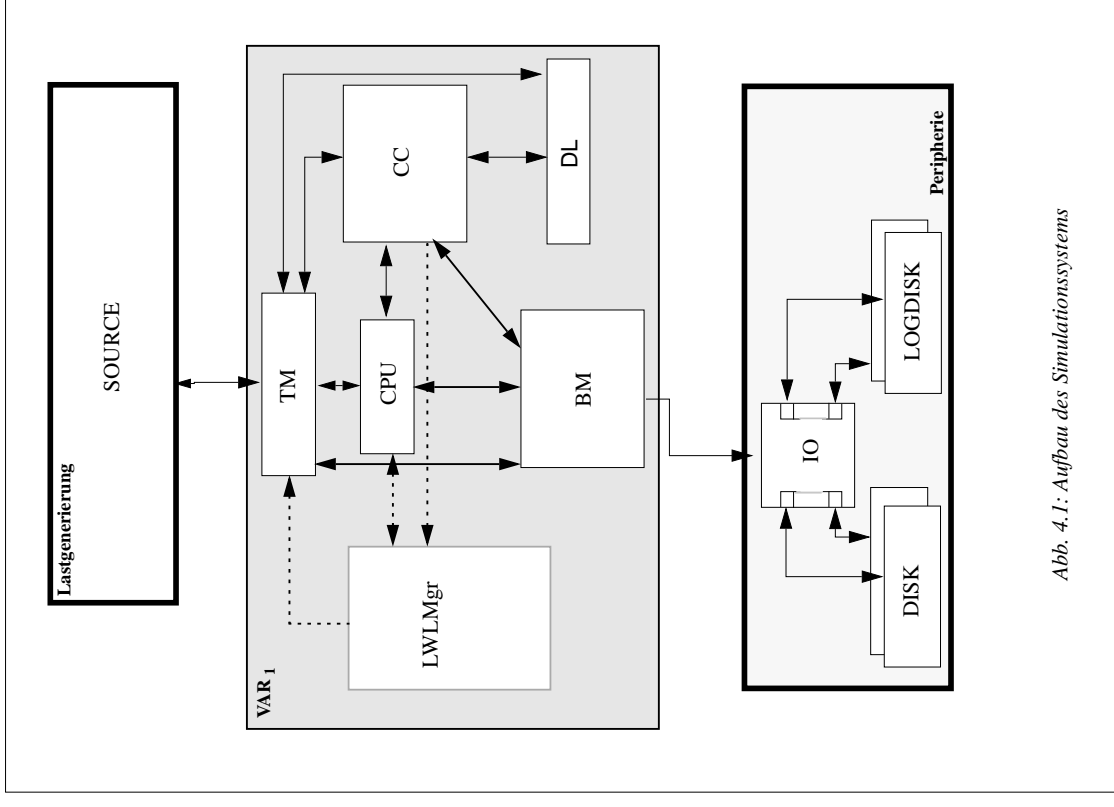 Lastgenerierung
SOURCE
VAR 1
TM
CPU
CC
DL
LWLMgr
BM
Peripherie
IO
DISK
LOGDISK
Abb. 4.1: Aufbau des Simulationssystems